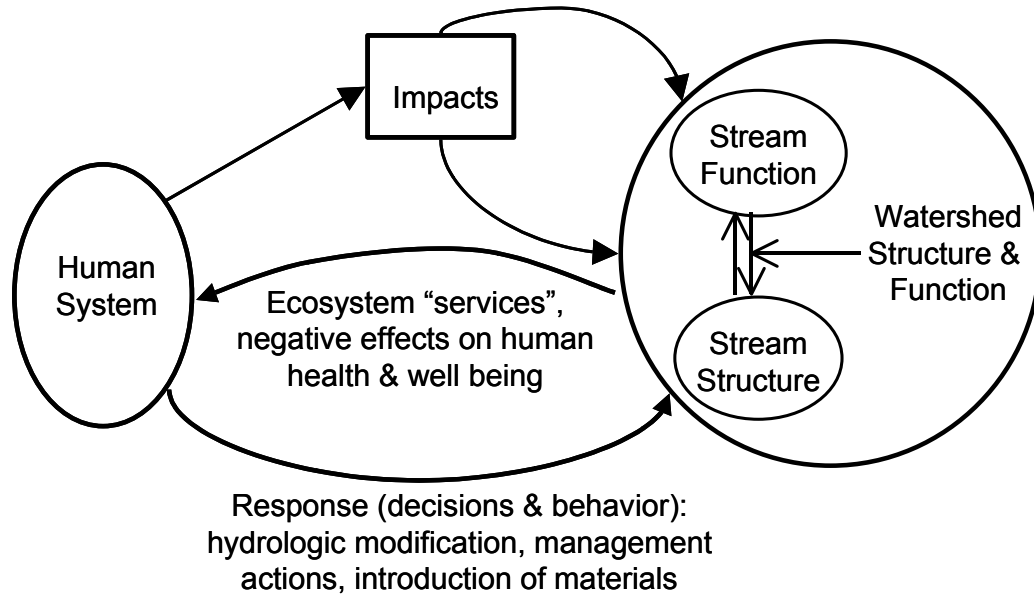 Impacts
Stream
Function
Watershed
Structure &
Function
Human
System
Ecosystem “services”,
negative effects on human
health & well being
Stream
Structure
Response (decisions & behavior):
hydrologic modification, management
actions, introduction of materials